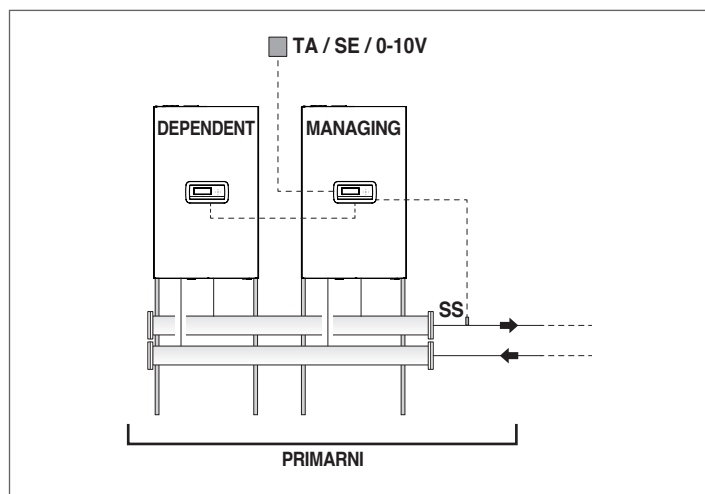 TA / SE / 0-10V
DEPENDENT
MANAGING
SS
PRIMARNI